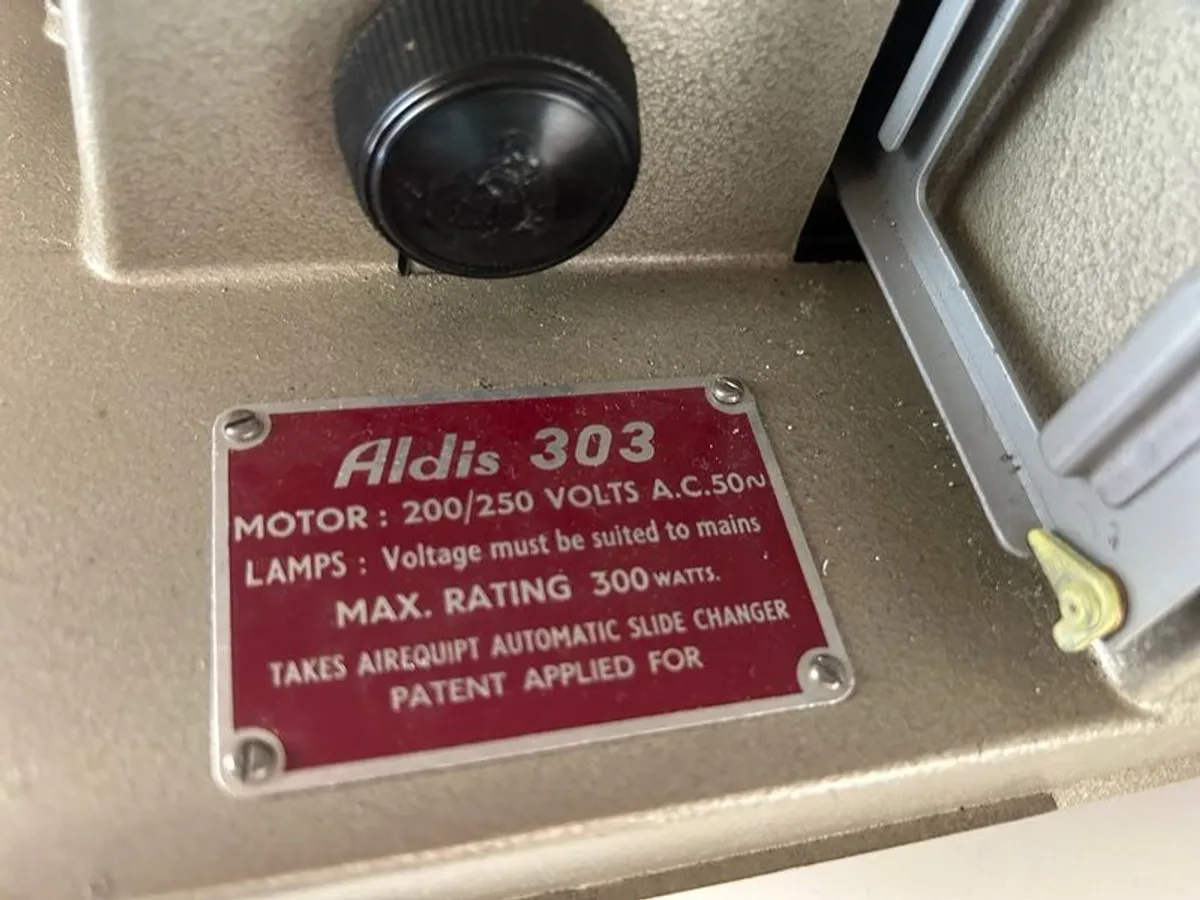 Aldis 303
MOTOR : 200/250 VOLTS A.C.50~
LAMPS : Voltage must be suited to mains
MAX. RATING 300 WATTS.
TAKES AIREQUIPT AUTOMATIC SLIDE CHANGER
PATENT APPLIED FOR